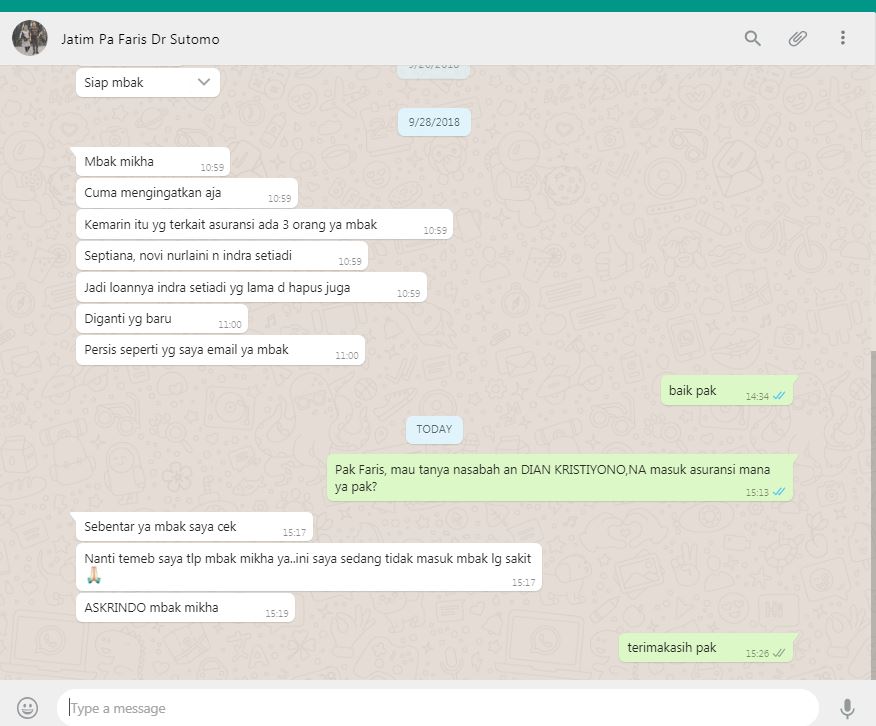 Jatim Pa Faris Dr Sutomo
Siap mbak
9/28/2018
Mbak mikha
10:59
Cuma mengingatkan aja
10:59
Kemarin itu yg terkait asuransi ada 3 orang ya mbak
10:59
Septiana, novi nurlaini n indra setiadi
10:59
Jadi loannya indra setiadi yg lama d hapus juga
10:59
Diganti yg baru
11:00
Persis seperti yg saya email ya mbak
11:00
baik pak
14:34
TODAY
Pak Faris, mau tanya nasabah an DIAN KRISTIYONO,NA masuk asuransi mana
ya pak?
15:13
Sebentar ya mbak saya cek
15:17
Nanti temeb saya tlp mbak mikha ya..ini saya sedang tidak masuk mbak lg sakit
🙏🏻
15:17
ASKRINDO mbak mikha
15:19
terimakasih pak
15:26
Type a message